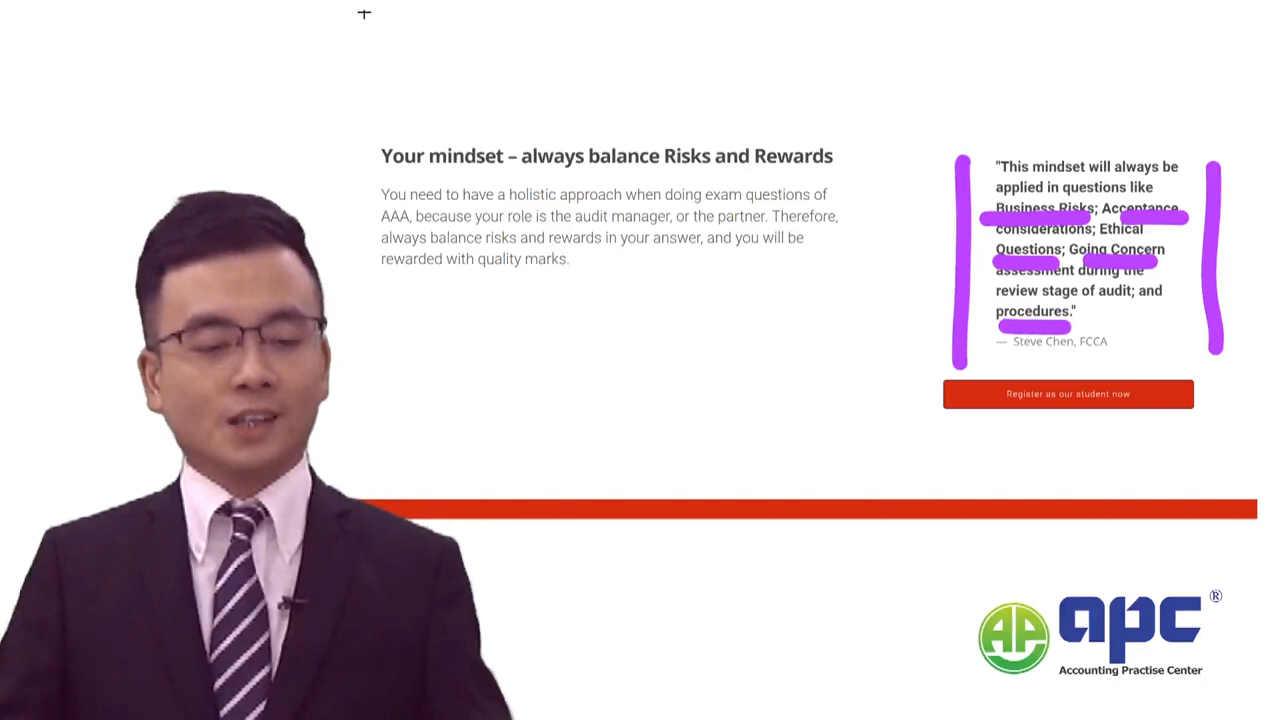 Your mindset – always balance Risks and Rewards
You need to have a holistic approach when doing exam questions of
AAA, because your role is the audit manager, or the partner. Therefore,
always balance risks and rewards in your answer, and you will be
rewarded with quality marks.
"This mindset will always be
applied in questions like
Business Risks; Acceptance
considerations; Ethical
Questions; Going Concern
assessment during the
review stage of audit; and
procedures."
— Steve Chen, FCCA
Register as our student now
AP apc ®
Accounting Practise Center